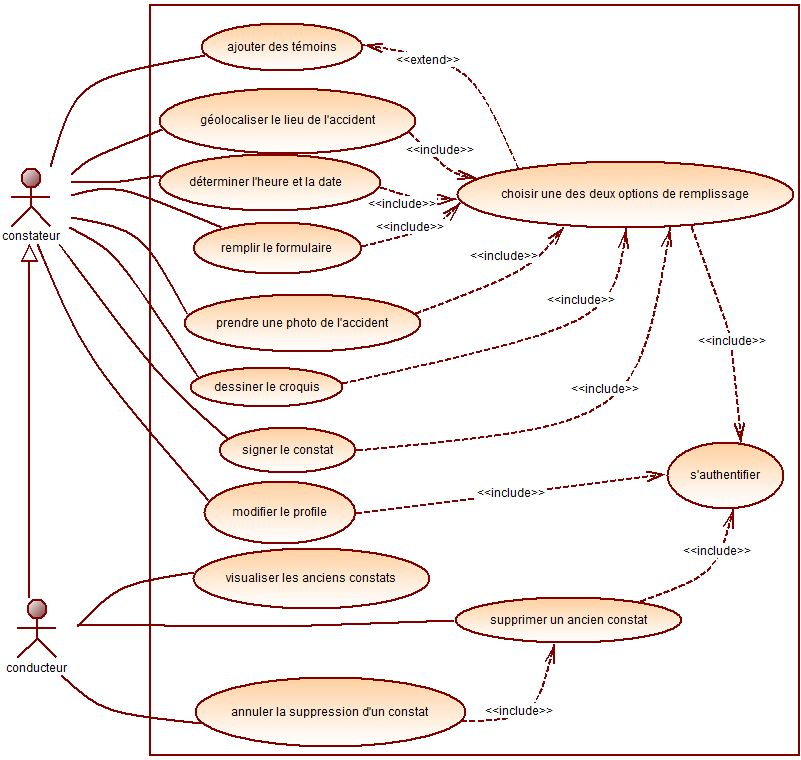 ajouter des témoins
<<extend>>
géolocaliser le lieu de l'accident
<<include>>
déterminer l'heure et la date
<<include>>
choisir une des deux options de remplissage
<<include>>
constateur
remplir le formulaire
<<include>>
<<include>>
prendre une photo de l'accident
<<include>>
dessiner le croquis
<<include>>
signer le constat
s'authentifier
<<include>>
modifier le profile
<<include>>
visualiser les anciens constats
supprimer un ancien constat
conducteur
annuler la suppression d'un constat
<<include>>